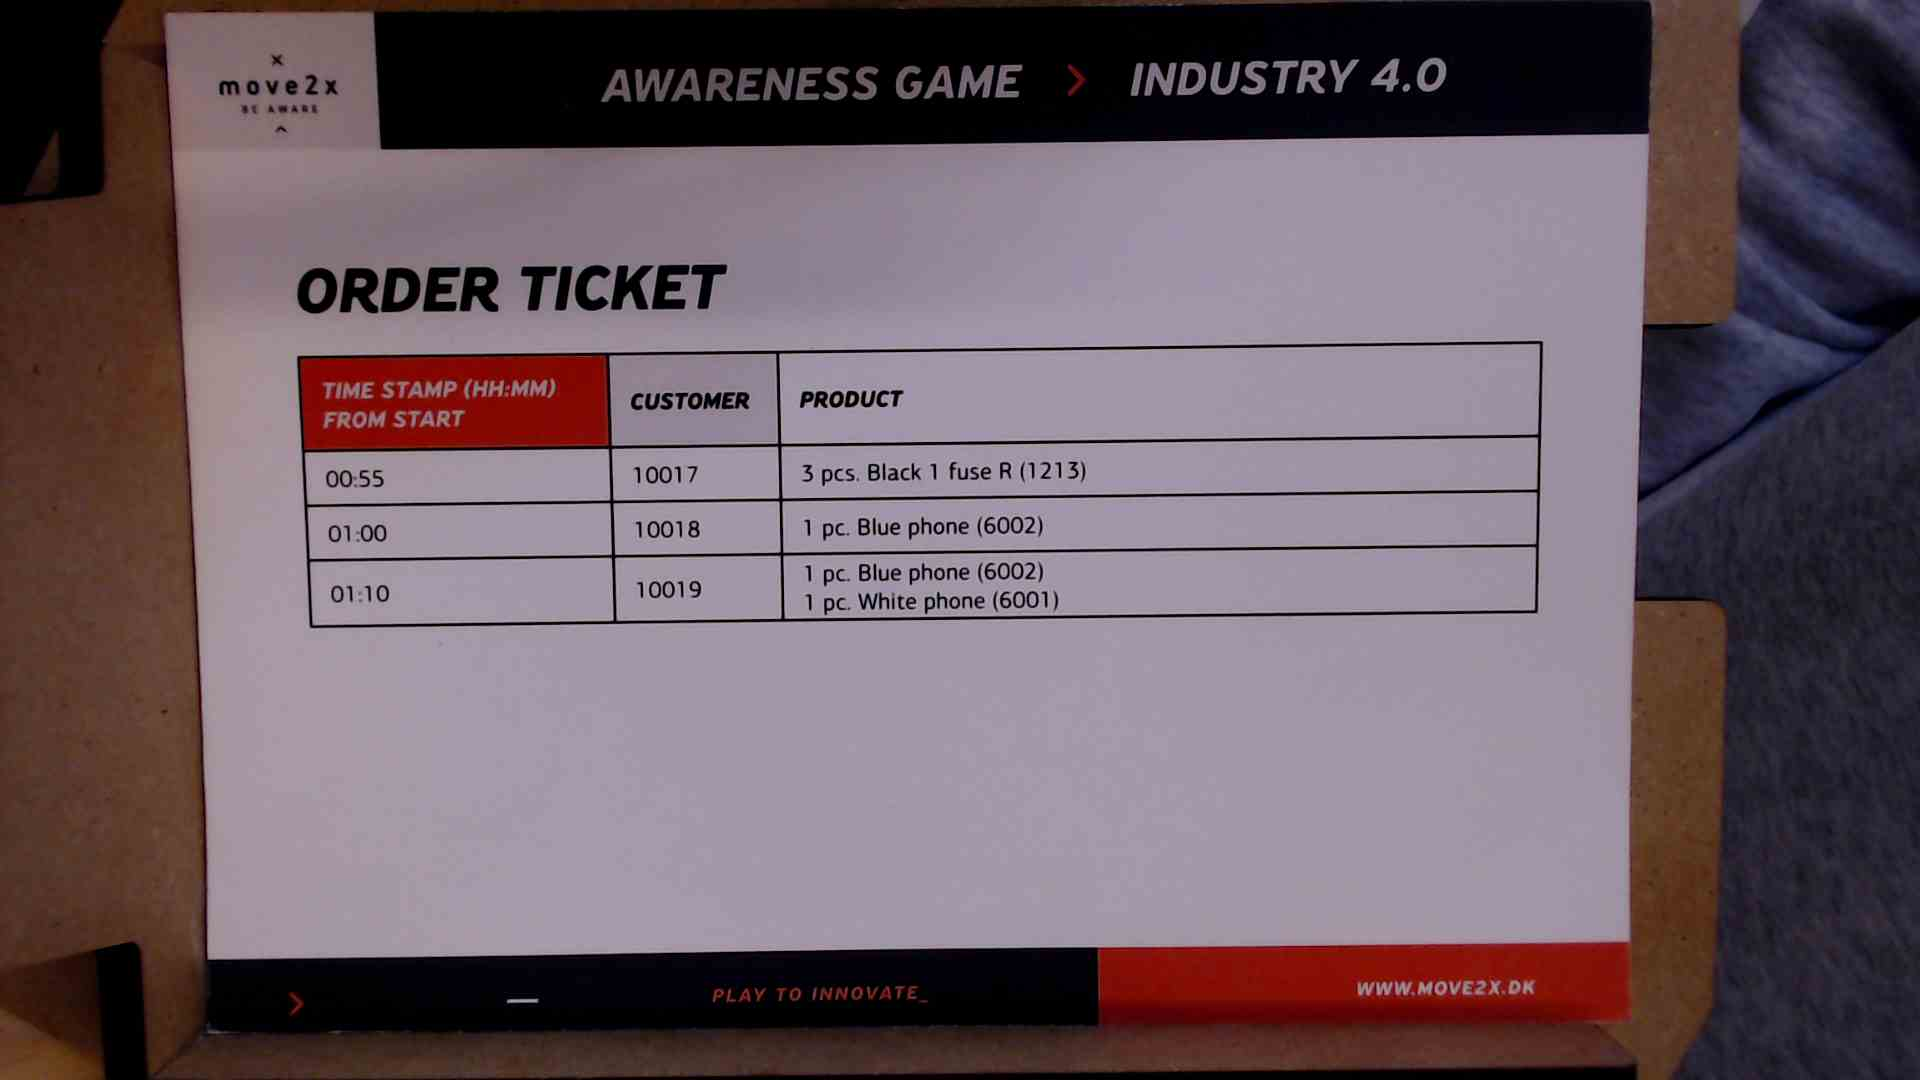 move2x
BE AWARE
AWARENESS GAME > INDUSTRY 4.0
ORDER TICKET
TIME STAMP (HH:MM)
FROM START
CUSTOMER
PRODUCT
00:55
10017
3 pcs. Black 1 fuse R (1213)
01:00
10018
1 pc. Blue phone (6002)
01:10
10019
1 pc. Blue phone (6002)
1 pc. White phone (6001)
PLAY TO INNOVATE_
WWW.MOVE2X.DK